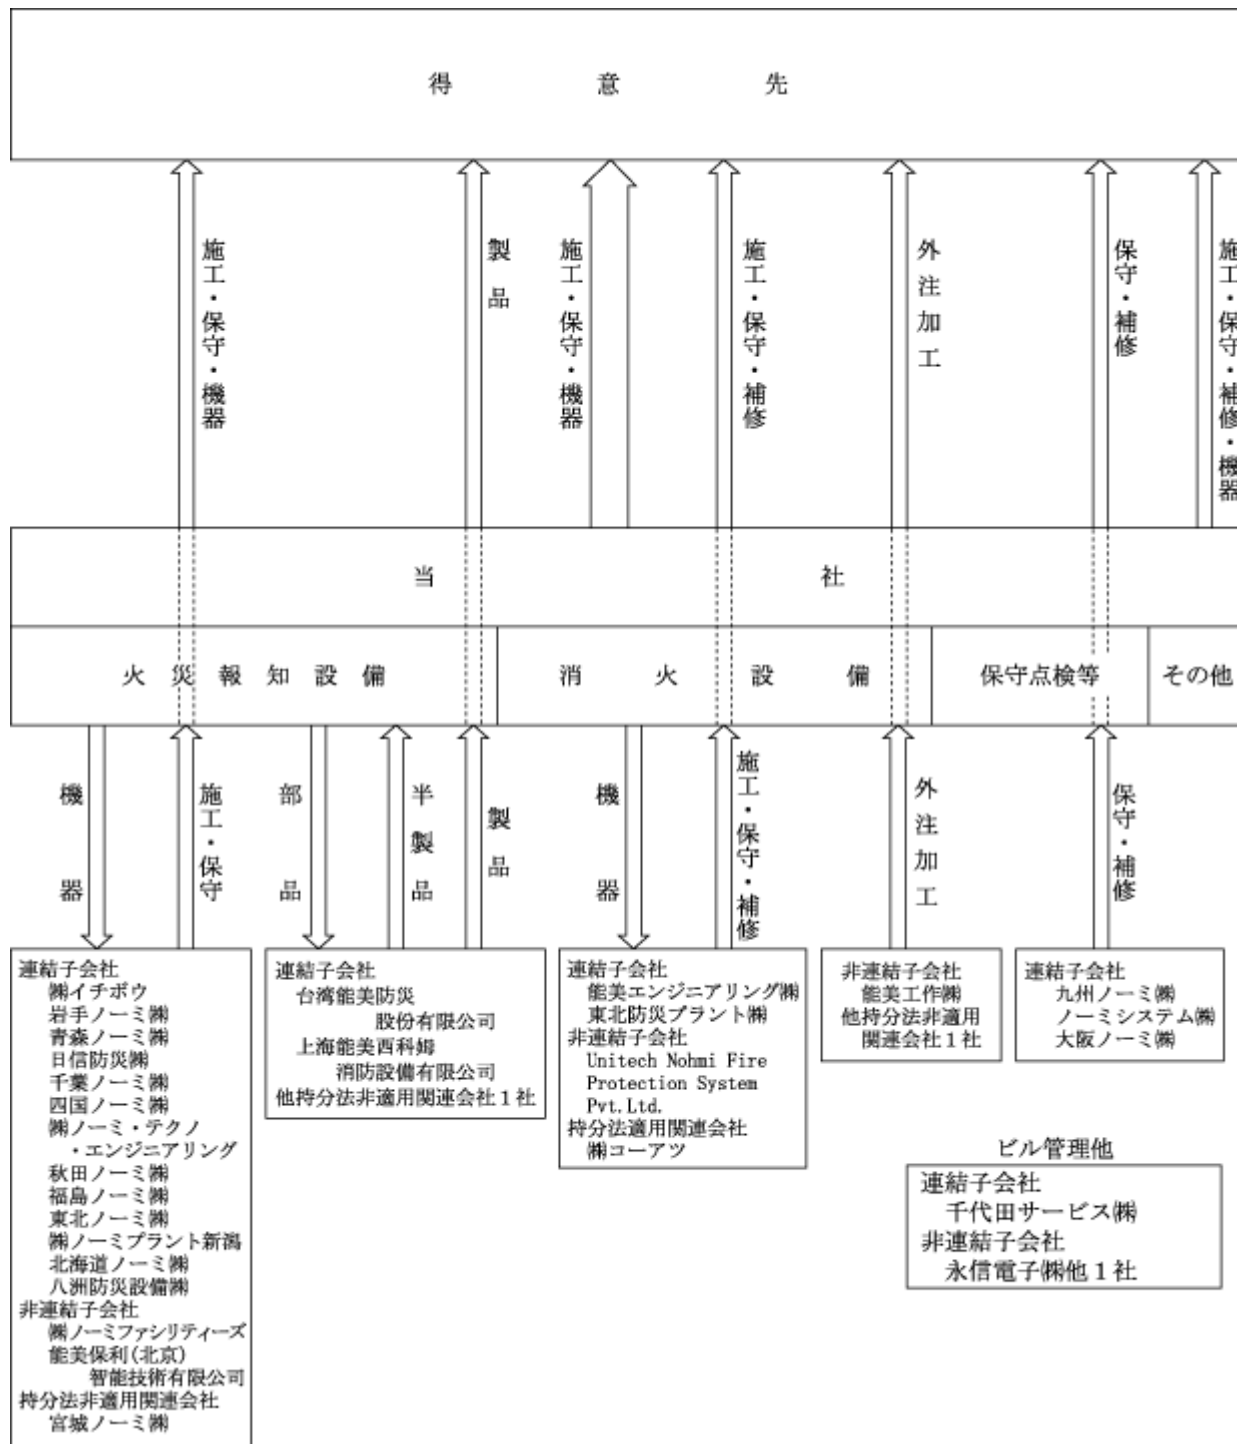 得意先
施工・保守・機器
製品
施工・保守・機器
施工・保守・補修
外注加工
保守・補修
施工・保守・補修・機器
当社
火災報知設備
消火設備
保守点検等
その他
機器
施工・保守
部品
半製品
製品
機器
施工・保守・補修
外注加工
保守・補修
連結子会社
㈱イチボウ
岩手ノーミ㈱
青森ノーミ㈱
日信防災㈱
千葉ノーミ㈱
四国ノーミ㈱
㈱ノーミ・テクノ
・エンジニアリング
秋田ノーミ㈱
福島ノーミ㈱
東北ノーミ㈱
㈱ノーミプラント新潟
北海道ノーミ㈱
八洲防災設備㈱
非連結子会社
㈱ノーミファシリティーズ
能美保利(北京)
智能技術有限公司
持分法非適用関連会社
宮城ノーミ㈱
連結子会社
台湾能美防災
股份有限公司
上海能美西科姆
消防設備有限公司
他持分法非適用関連会社1社
連結子会社
能美エンジニアリング㈱
東北防災プラント㈱
非連結子会社
Unitech Nohmi Fire
Protection System
Pvt.Ltd.
持分法適用関連会社
㈱コーアツ
非連結子会社
能美工作㈱
他持分法非適用
関連会社1社
連結子会社
九州ノーミ㈱
ノーミシステム㈱
大阪ノーミ㈱
ビル管理他
連結子会社
千代田サービス㈱
非連結子会社
永信電子㈱他1社